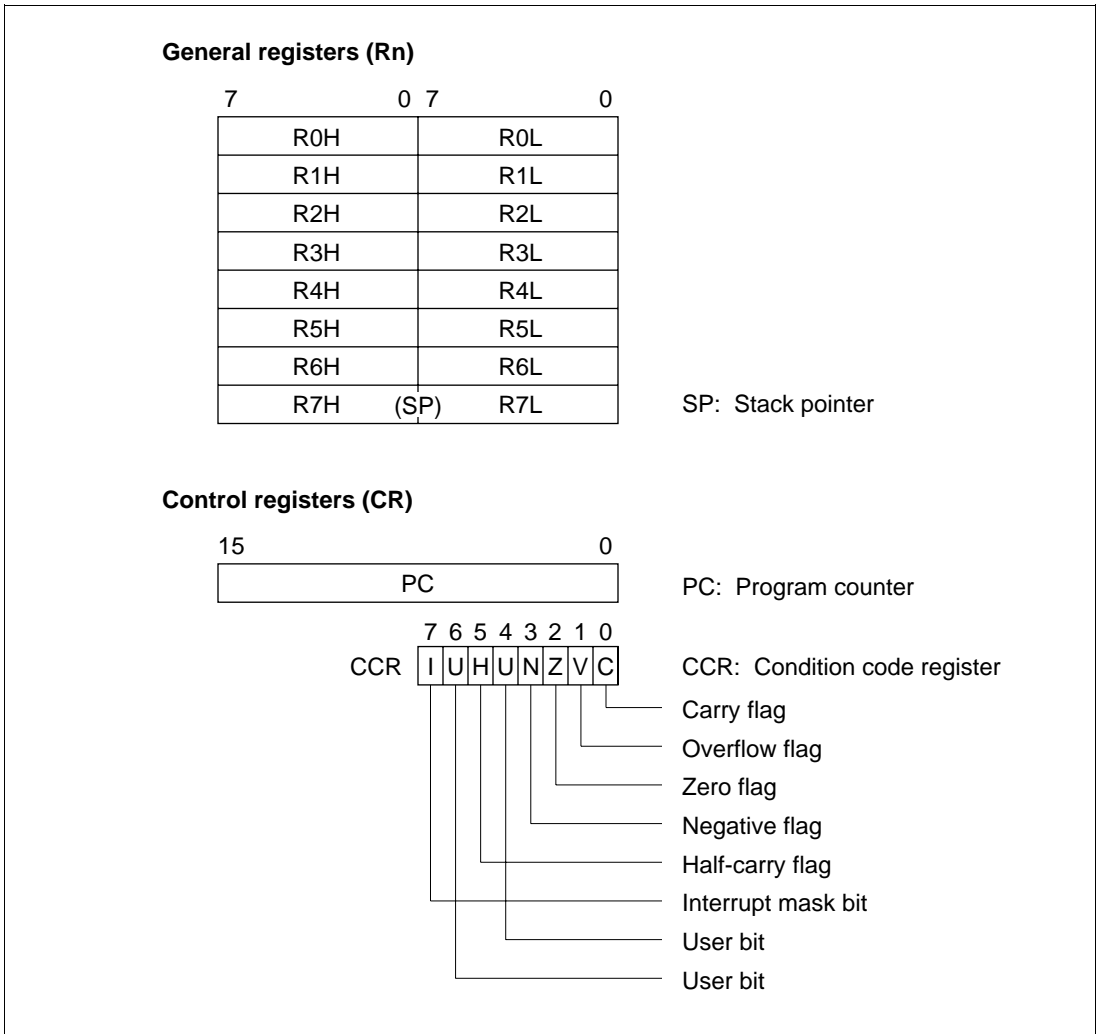 General registers (Rn)
7 0 7 0
R0H R0L
R1H R1L
R2H R2L
R3H R3L
R4H R4L
R5H R5L
R6H R6L
R7H (SP) R7L SP: Stack pointer
Control registers (CR)
15 0
PC PC: Program counter
7 6 5 4 3 2 1 0
CCR I U H U N Z V C CCR: Condition code register
Carry flag
Overflow flag
Zero flag
Negative flag
Half-carry flag
Interrupt mask bit
User bit
User bit